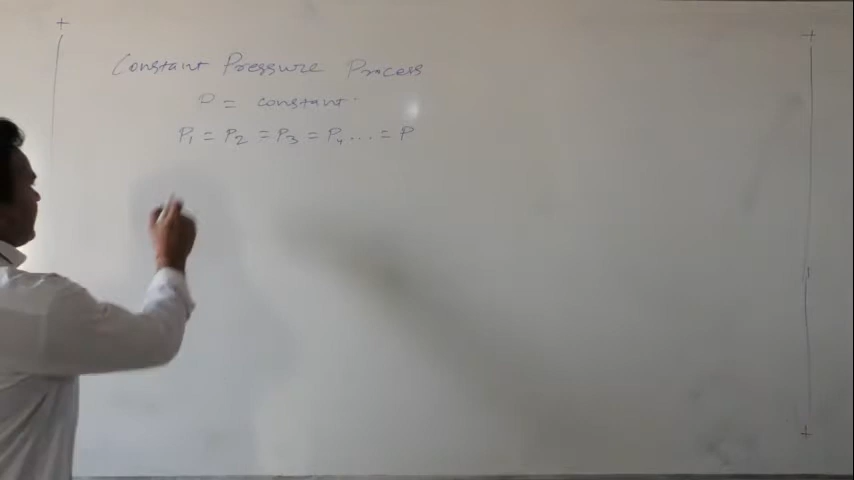 Constant Pressure Process
P = constant.
P₁ = P₂ = P₃ = P₄ ... = P